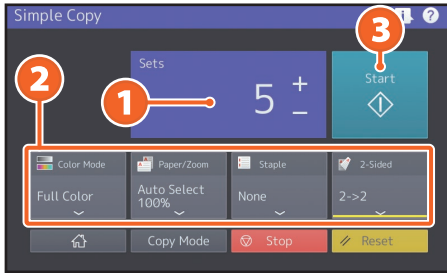 Simple Copy
i ?
3
2
Sets
1
5 + −
Start
Color Mode
Paper/Zoom
Staple
2-Sided
Full Color
Auto Select
100%
None
2->2
Copy Mode
Stop
Reset